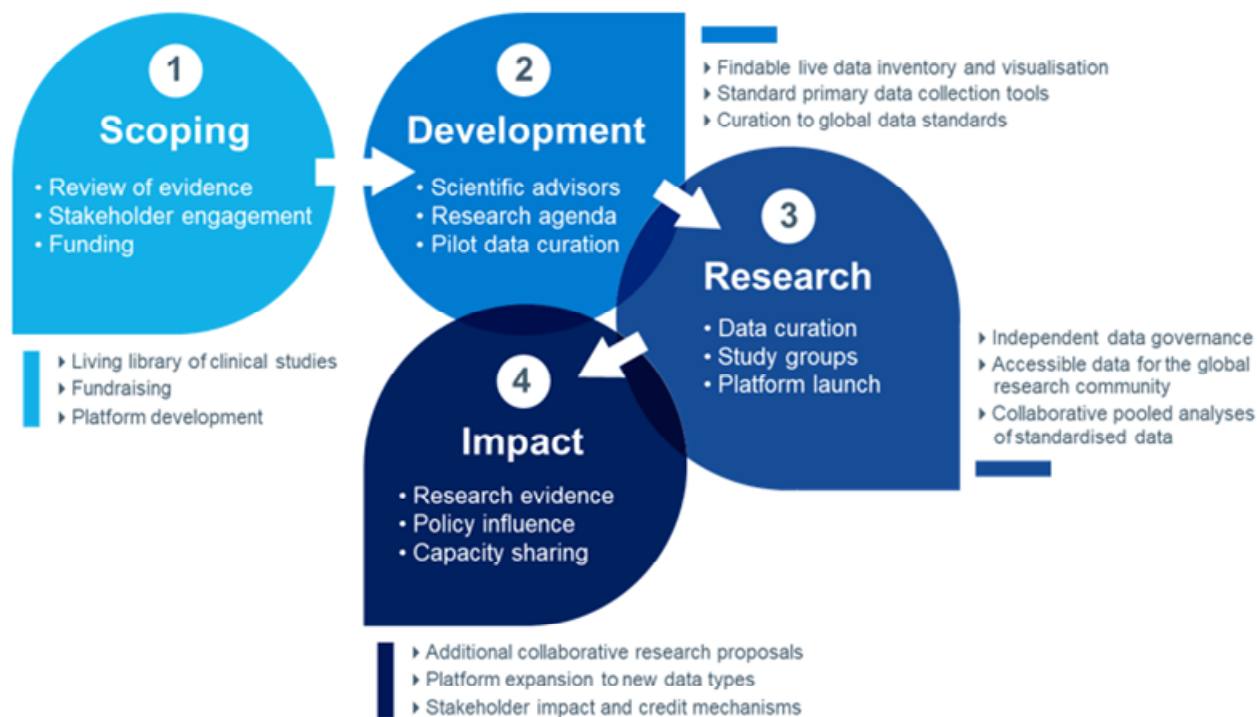 1
Scoping
• Review of evidence
• Stakeholder engagement
• Funding
Living library of clinical studies
Fundraising
Platform development
2
Development
• Scientific advisors
• Research agenda
• Pilot data curation
Findable live data inventory and visualisation
Standard primary data collection tools
Curation to global data standards
3
Research
• Data curation
• Study groups
• Platform launch
Independent data governance
Accessible data for the global
research community
Collaborative pooled analyses
of standardised data
4
Impact
• Research evidence
• Policy influence
• Capacity sharing
Additional collaborative research proposals
Platform expansion to new data types
Stakeholder impact and credit mechanisms